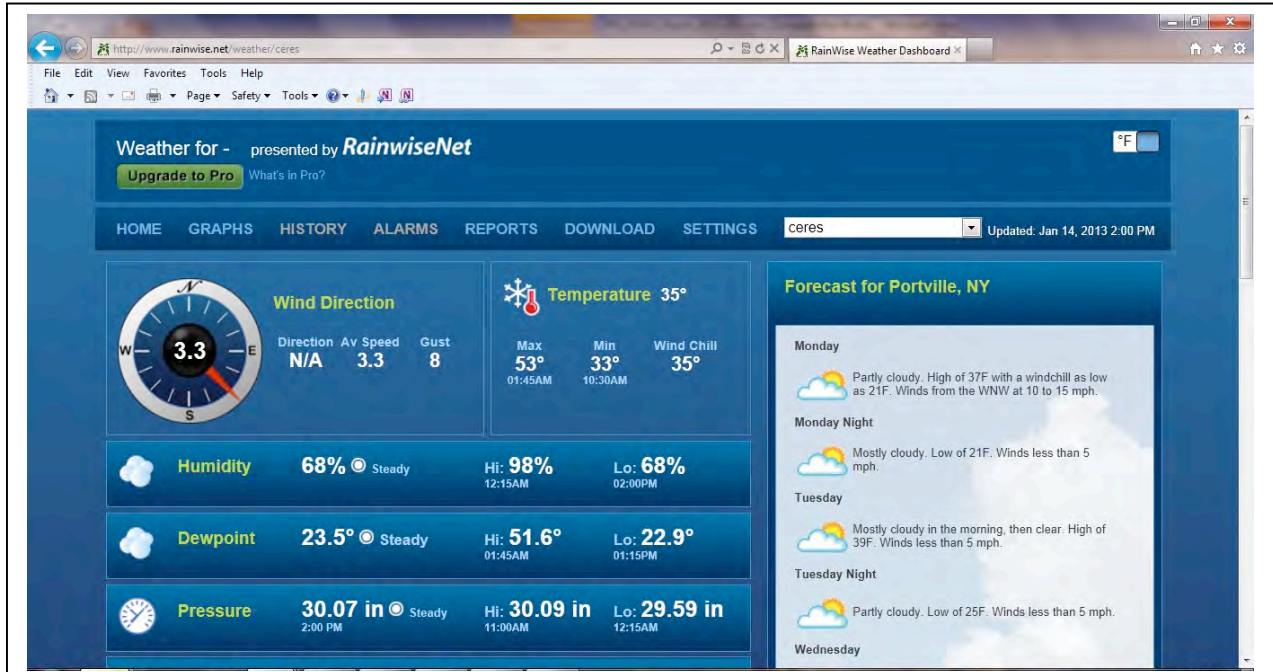 http://www.rainwise.net/weather/ceres
RainWise Weather Dashboard
File Edit View Favorites Tools Help
Page Safety Tools
Weather for - presented by RainwiseNet
°F
Upgrade to Pro What's in Pro?
HOME GRAPHS HISTORY ALARMS REPORTS DOWNLOAD SETTINGS ceres Updated: Jan 14, 2013 2:00 PM
N
W
E
S
3.3
Wind Direction
Direction Av Speed Gust
N/A 3.3 8
Temperature 35°
Max Min Wind Chill
53° 33° 35°
01:45AM 10:30AM
Humidity 68% Steady Hi: 98% Lo: 68%
12:15AM 02:00PM
Dewpoint 23.5° Steady Hi: 51.6° Lo: 22.9°
01:45AM 01:15PM
Pressure 30.07 in Steady Hi: 30.09 in Lo: 29.59 in
2:00 PM 11:00AM 12:15AM
Forecast for Portville, NY
Monday
Partly cloudy. High of 37F with a windchill as low
as 21F. Winds from the WNW at 10 to 15 mph.
Monday Night
Mostly cloudy. Low of 21F. Winds less than 5
mph.
Tuesday
Mostly cloudy in the morning, then clear. High of
39F. Winds less than 5 mph.
Tuesday Night
Partly cloudy. Low of 25F. Winds less than 5 mph.
Wednesday